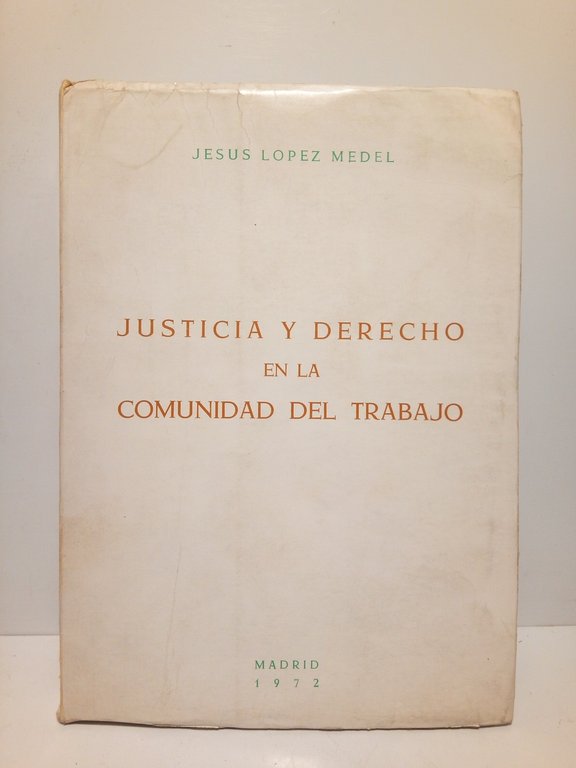 JESUS LOPEZ MEDEL
JUSTICIA Y DERECHO
EN LA
COMUNIDAD DEL TRABAJO
MADRID
1972